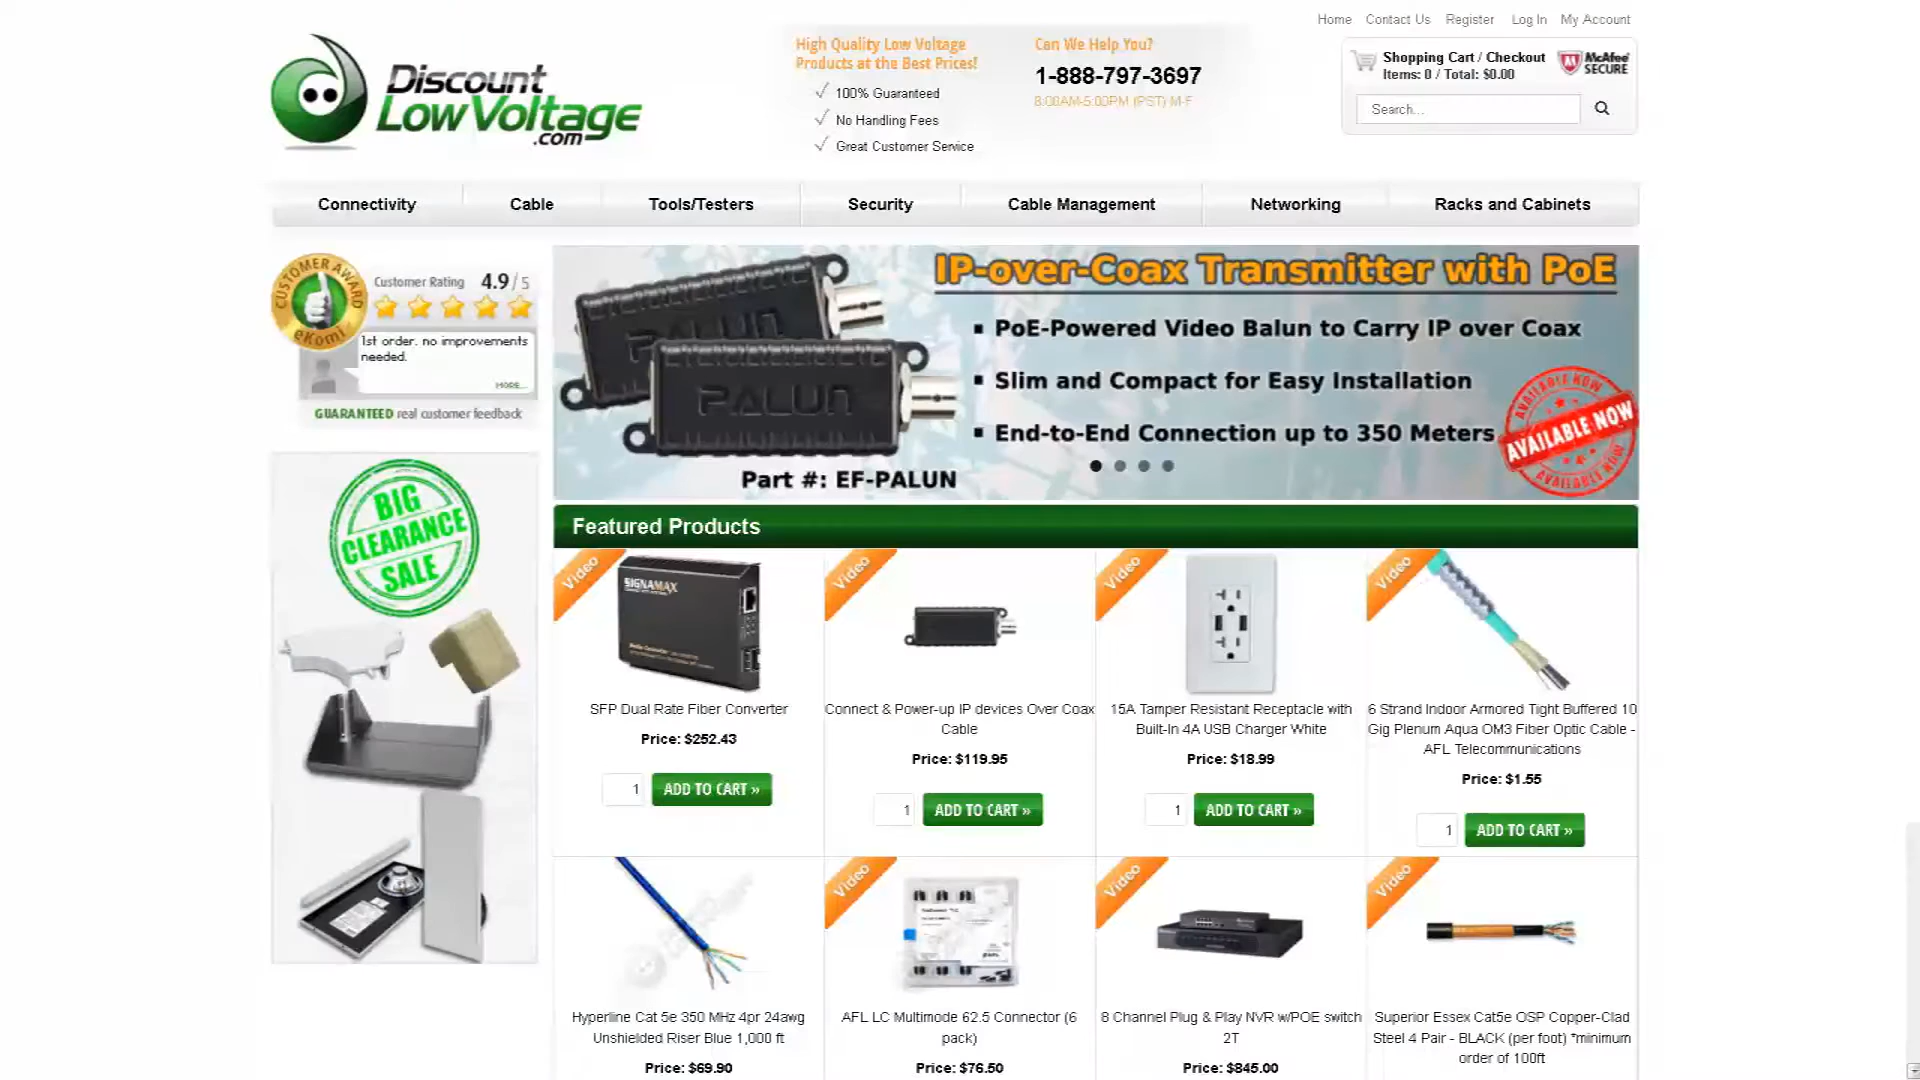 Home Contact Us Register Log In My Account
Discount
LowVoltage
.com
High Quality Low Voltage
Products at the Best Prices!
100% Guaranteed
No Handling Fees
Great Customer Service
Can We Help You?
1-888-797-3697
8:00AM-5:00PM (PST) M-F
Shopping Cart / Checkout
Items: 0 / Total: $0.00
McAfee
SECURE
Search...
Connectivity Cable Tools/Testers Security Cable Management Networking Racks and Cabinets
CUSTOMER AWARD
eKomi
Customer Rating 4.9 / 5
1st order. no improvements
needed.
MORE...
GUARANTEED real customer feedback
BIG
CLEARANCE
SALE
IP-over-Coax Transmitter with PoE
PoE-Powered Video Balun to Carry IP over Coax
Slim and Compact for Easy Installation
End-to-End Connection up to 350 Meters
PALUN
PALUN
Part #: EF-PALUN
AVAILABLE NOW
AVAILABLE NOW
AVAILABLE NOW
Featured Products
Video
SIGNAMAX
SFP Dual Rate Fiber Converter
Price: $252.43
1 ADD TO CART »
Video
Connect & Power-up IP devices Over Coax
Cable
Price: $119.95
1 ADD TO CART »
Video
15A Tamper Resistant Receptacle with
Built-In 4A USB Charger White
Price: $18.99
1 ADD TO CART »
Video
6 Strand Indoor Armored Tight Buffered 10
Gig Plenum Aqua OM3 Fiber Optic Cable -
AFL Telecommunications
Price: $1.55
1 ADD TO CART »
Hyperline Cat 5e 350 MHz 4pr 24awg
Unshielded Riser Blue 1,000 ft
Price: $69.90
Video
AFL LC Multimode 62.5 Connector (6
pack)
Price: $76.50
Video
8 Channel Plug & Play NVR w/POE switch
2T
Price: $845.00
Video
Superior Essex Cat5e OSP Copper-Clad
Steel 4 Pair - BLACK (per foot) *minimum
order of 100ft